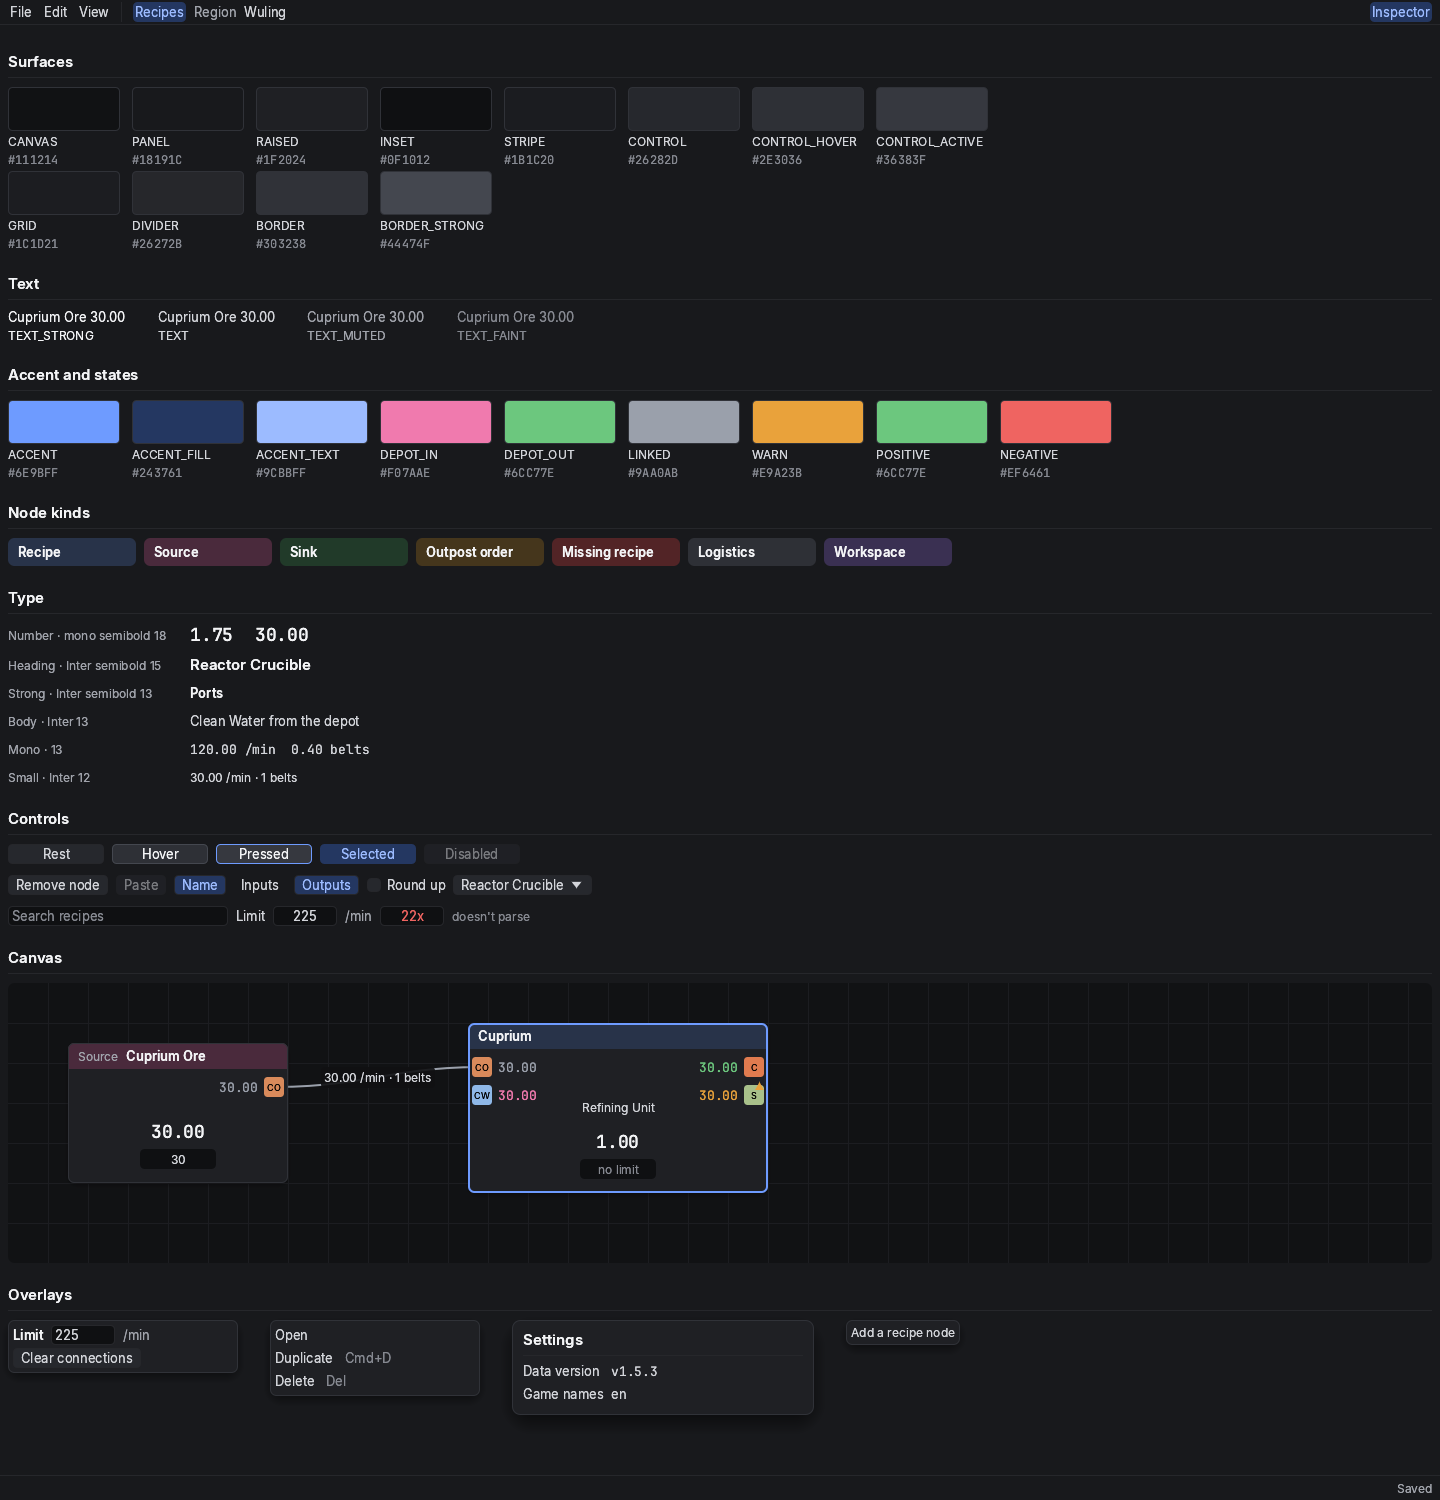 File Edit View Recipes Region Wuling Inspector
Surfaces
CANVAS PANEL RAISED INSET STRIPE CONTROL CONTROL_HOVER CONTROL_ACTIVE
#111214 #18191C #1F2024 #0F1012 #1B1C20 #26282D #2E3036 #36383F
GRID DIVIDER BORDER BORDER_STRONG
#1C1D21 #26272B #303238 #44474F
Text
Cuprium Ore 30.00 Cuprium Ore 30.00 Cuprium Ore 30.00 Cuprium Ore 30.00
TEXT_STRONG TEXT TEXT_MUTED TEXT_FAINT
Accent and states
ACCENT ACCENT_FILL ACCENT_TEXT DEPOT_IN DEPOT_OUT LINKED WARN POSITIVE NEGATIVE
#6E9BFF #243761 #9CBBFF #F07AAE #6CC77E #9AA0AB #E9A23B #6CC77E #EF6461
Node kinds
Recipe Source Sink Outpost order Missing recipe Logistics Workspace
Type
Number · mono semibold 18 1.75 30.00
Heading · Inter semibold 15 Reactor Crucible
Strong · Inter semibold 13 Ports
Body · Inter 13 Clean Water from the depot
Mono · 13 120.00 /min 0.40 belts
Small · Inter 12 30.00 /min · 1 belts
Controls
Rest Hover Pressed Selected Disabled
Remove node Paste Name Inputs Outputs Round up Reactor Crucible
Search recipes Limit 225 /min 22x doesn't parse
Canvas
Source Cuprium Ore
30.00 CO
30.00
30
30.00 /min · 1 belts
Cuprium
CO 30.00 30.00 C
CW 30.00 30.00 S
Refining Unit
1.00
no limit
Overlays
Limit 225 /min
Clear connections
Open
Duplicate Cmd+D
Delete Del
Settings
Data version v1.5.3
Game names en
Add a recipe node
Saved